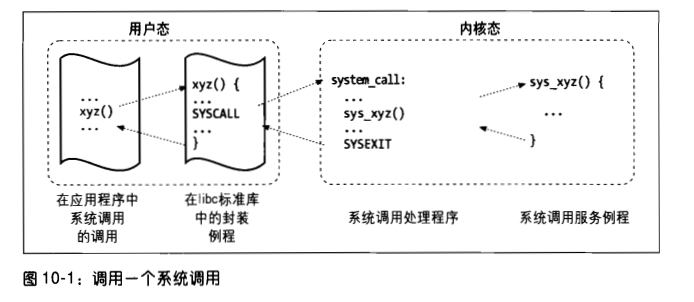 用户态
内核态
...
xyz()
...
xyz() {
...
SYSCALL
...
}
system_call:
...
sys_xyz()
...
SYSEXIT
sys_xyz() {
...
}
在应用程序中
系统调用
的调用
在libc标准库
中的封装
例程
系统调用处理程序
系统调用服务例程
图 10-1：调用一个系统调用